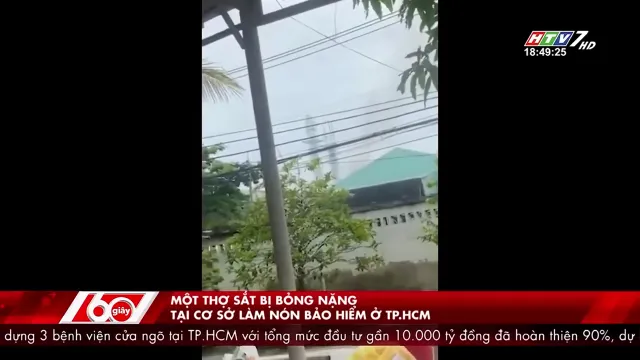 HTV7 HD
18:49:25
60 giây
MỘT THỢ SẮT BỊ BỎNG NẶNG
TẠI CƠ SỞ LÀM NÓN BẢO HIỂM Ở TP.HCM
dựng 3 bệnh viện cửa ngõ tại TP.HCM với tổng mức đầu tư gần 10.000 tỷ đồng đã hoàn thiện 90%, dự